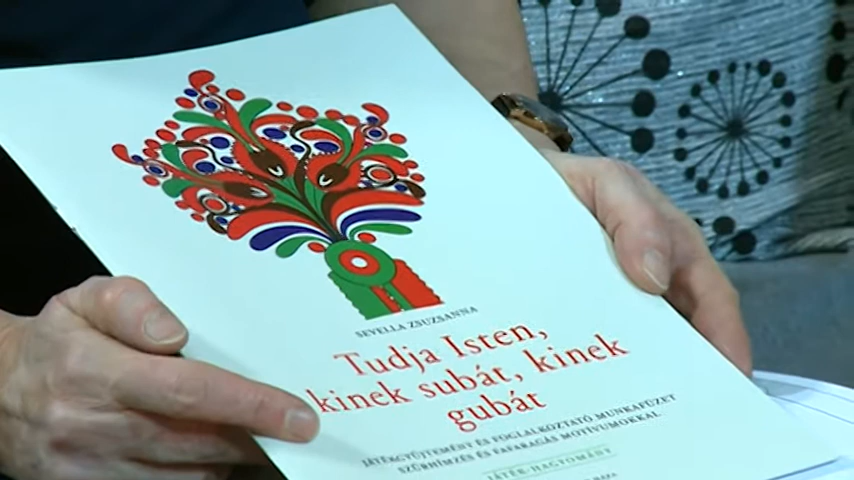 SEVELLA ZSUZSANNA
Tudja Isten,
kinek subát, kinek
gubát
JÁTÉKGYŰJTEMÉNY ÉS FOGLALKOZTATÓ MUNKAFÜZET
SZŰRHÍMZÉS ÉS FAFARAGÁS MOTÍVUMOKKAL
JÁTÉK-HAGYOMÁNY